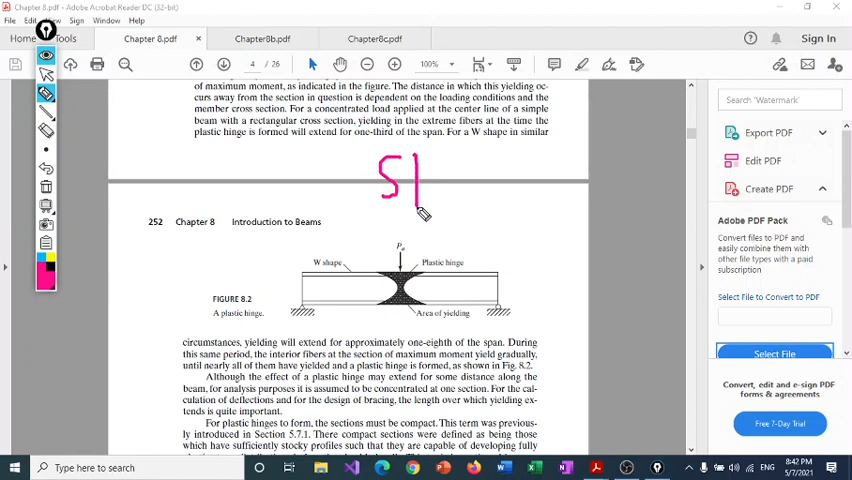 Chapter 8.pdf - Adobe Acrobat Reader DC (32-bit)
File Edit View Sign Window Help
Home Tools Chapter 8.pdf Chapter8b.pdf Chapter8c.pdf Sign In
4 / 26 100%
of maximum moment, as indicated in the figure. The distance in which this yielding oc-
curs away from the section in question is dependent on the loading conditions and the
member cross section. For a concentrated load applied at the center line of a simple
beam with a rectangular cross section, yielding in the extreme fibers at the time the
plastic hinge is formed will extend for one-third of the span. For a W shape in similar
252 Chapter 8 Introduction to Beams
Pu
W shape Plastic hinge
FIGURE 8.2
A plastic hinge. Area of yielding
circumstances, yielding will extend for approximately one-eighth of the span. During
this same period, the interior fibers at the section of maximum moment yield gradually,
until nearly all of them have yielded and a plastic hinge is formed, as shown in Fig. 8.2.
Although the effect of a plastic hinge may extend for some distance along the
beam, for analysis purposes it is assumed to be concentrated at one section. For the cal-
culation of deflections and for the design of bracing, the length over which yielding ex-
tends is quite important.
For plastic hinges to form, the sections must be compact. This term was previous-
ly introduced in Section 5.7.1. There compact sections were defined as being those
which have sufficiently stocky profiles such that they are capable of developing fully
Search 'Watermark'
Export PDF
Edit PDF
Create PDF
Adobe PDF Pack
Convert files to PDF and
easily combine them with
other file types with a paid
subscription
Select File to Convert to PDF
Select File
Convert, edit and e-sign PDF
forms & agreements
Free 7-Day Trial
Type here to search
ENG
8:42 PM
5/7/2021